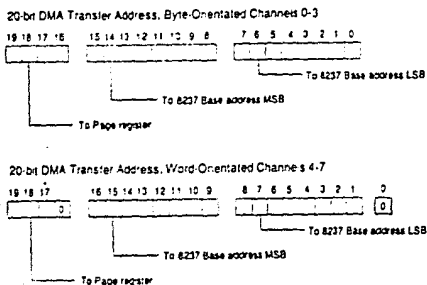 20-bit DMA Transfer Address, Byte-Orientated Channels 0-3
19 18 17 16 15 14 13 12 11 10 9 8 7 6 5 4 3 2 1 0
To 8237 Base address LSB
To 8237 Base address MSB
To Page register
20-bit DMA Transfer Address, Word-Orientated Channels 4-7
19 18 17 16 15 14 13 12 11 10 9 8 7 6 5 4 3 2 1 0
0 0
To 8237 Base address LSB
To 8237 Base address MSB
To Page register